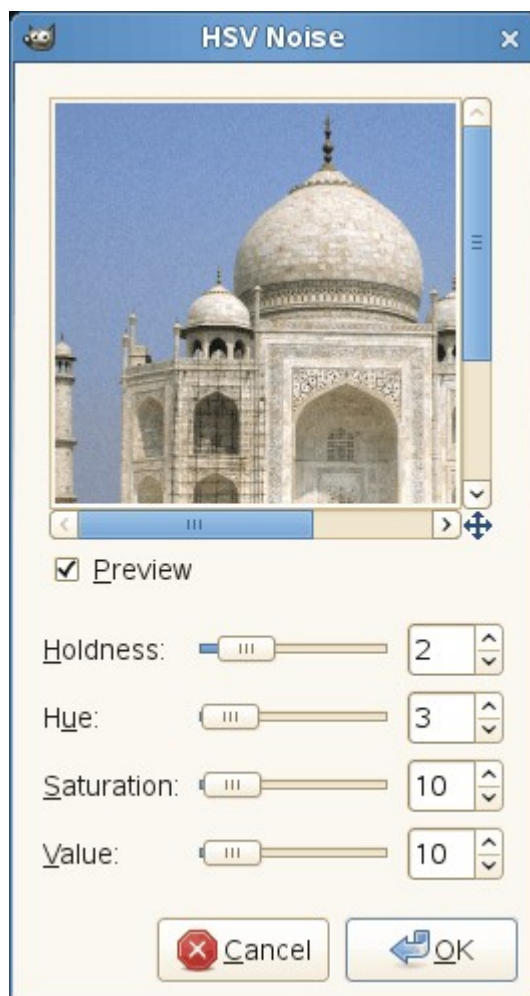 HSV Noise
Preview
Holdness: 2
Hue: 3
Saturation: 10
Value: 10
Cancel OK